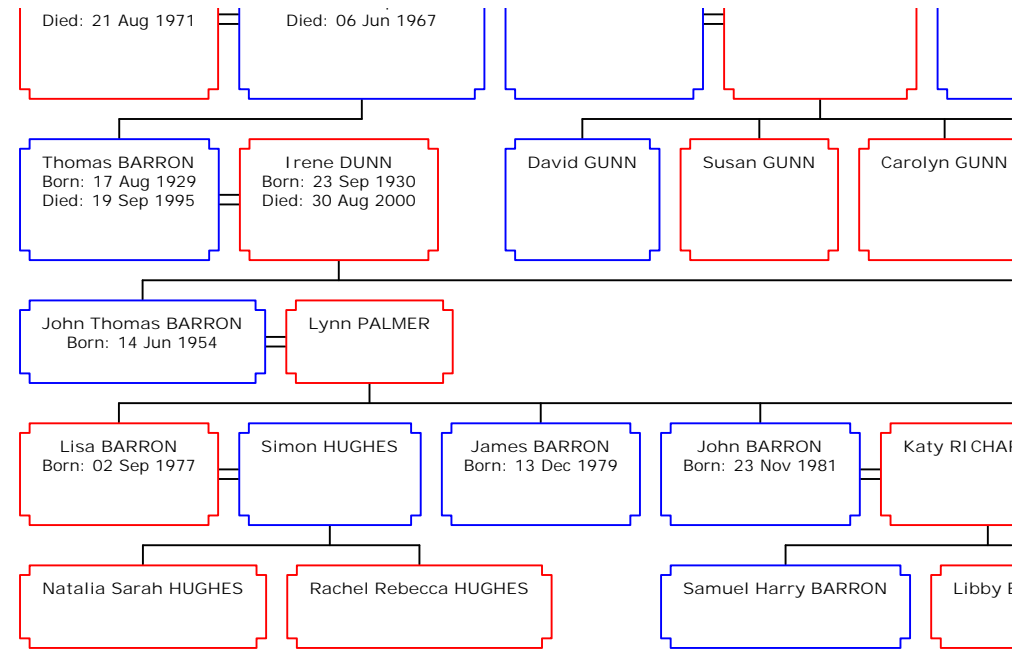 Died: 21 Aug 1971
Died: 06 Jun 1967
Thomas BARRON
Born: 17 Aug 1929
Died: 19 Sep 1995
Irene DUNN
Born: 23 Sep 1930
Died: 30 Aug 2000
David GUNN
Susan GUNN
Carolyn GUNN
John Thomas BARRON
Born: 14 Jun 1954
Lynn PALMER
Lisa BARRON
Born: 02 Sep 1977
Simon HUGHES
James BARRON
Born: 13 Dec 1979
John BARRON
Born: 23 Nov 1981
Katy
Natalia Sarah HUGHES
Rachel Rebecca HUGHES
Samuel Harry BARRON
Libby